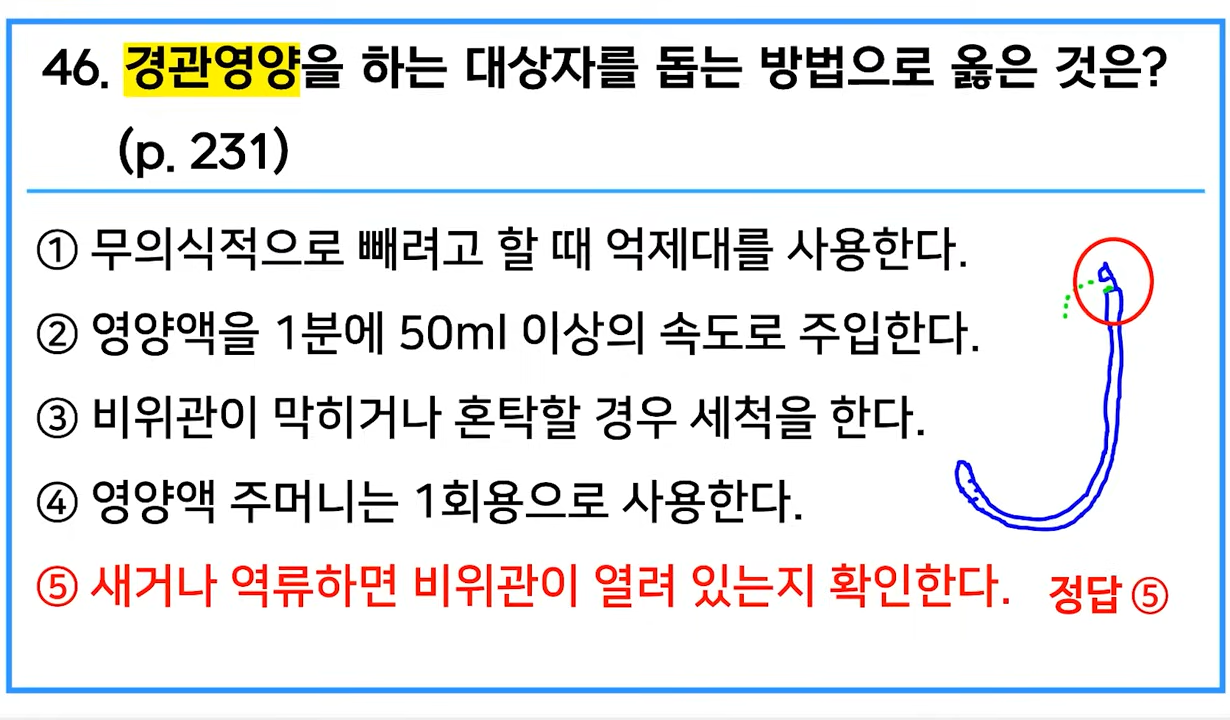 46. 경관영양을 하는 대상자를 돕는 방법으로 옳은 것은?
(p. 231)
① 무의식적으로 빼려고 할 때 억제대를 사용한다.
② 영양액을 1분에 50ml 이상의 속도로 주입한다.
③ 비위관이 막히거나 혼탁할 경우 세척을 한다.
④ 영양액 주머니는 1회용으로 사용한다.
⑤ 새거나 역류하면 비위관이 열려 있는지 확인한다. 정답 ⑤